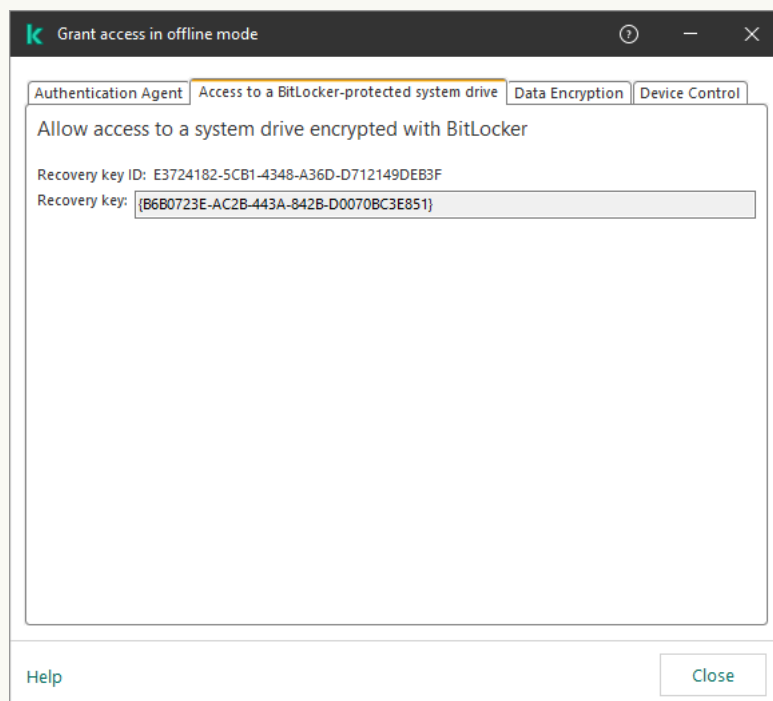 Grant access in offline mode
Authentication Agent Access to a BitLocker-protected system drive Data Encryption Device Control
Allow access to a system drive encrypted with BitLocker
Recovery key ID: E3724182-5CB1-4348-A36D-D712149DEB3F
Recovery key: {B6B0723E-AC2B-443A-842B-D0070BC3E851}
Help Close